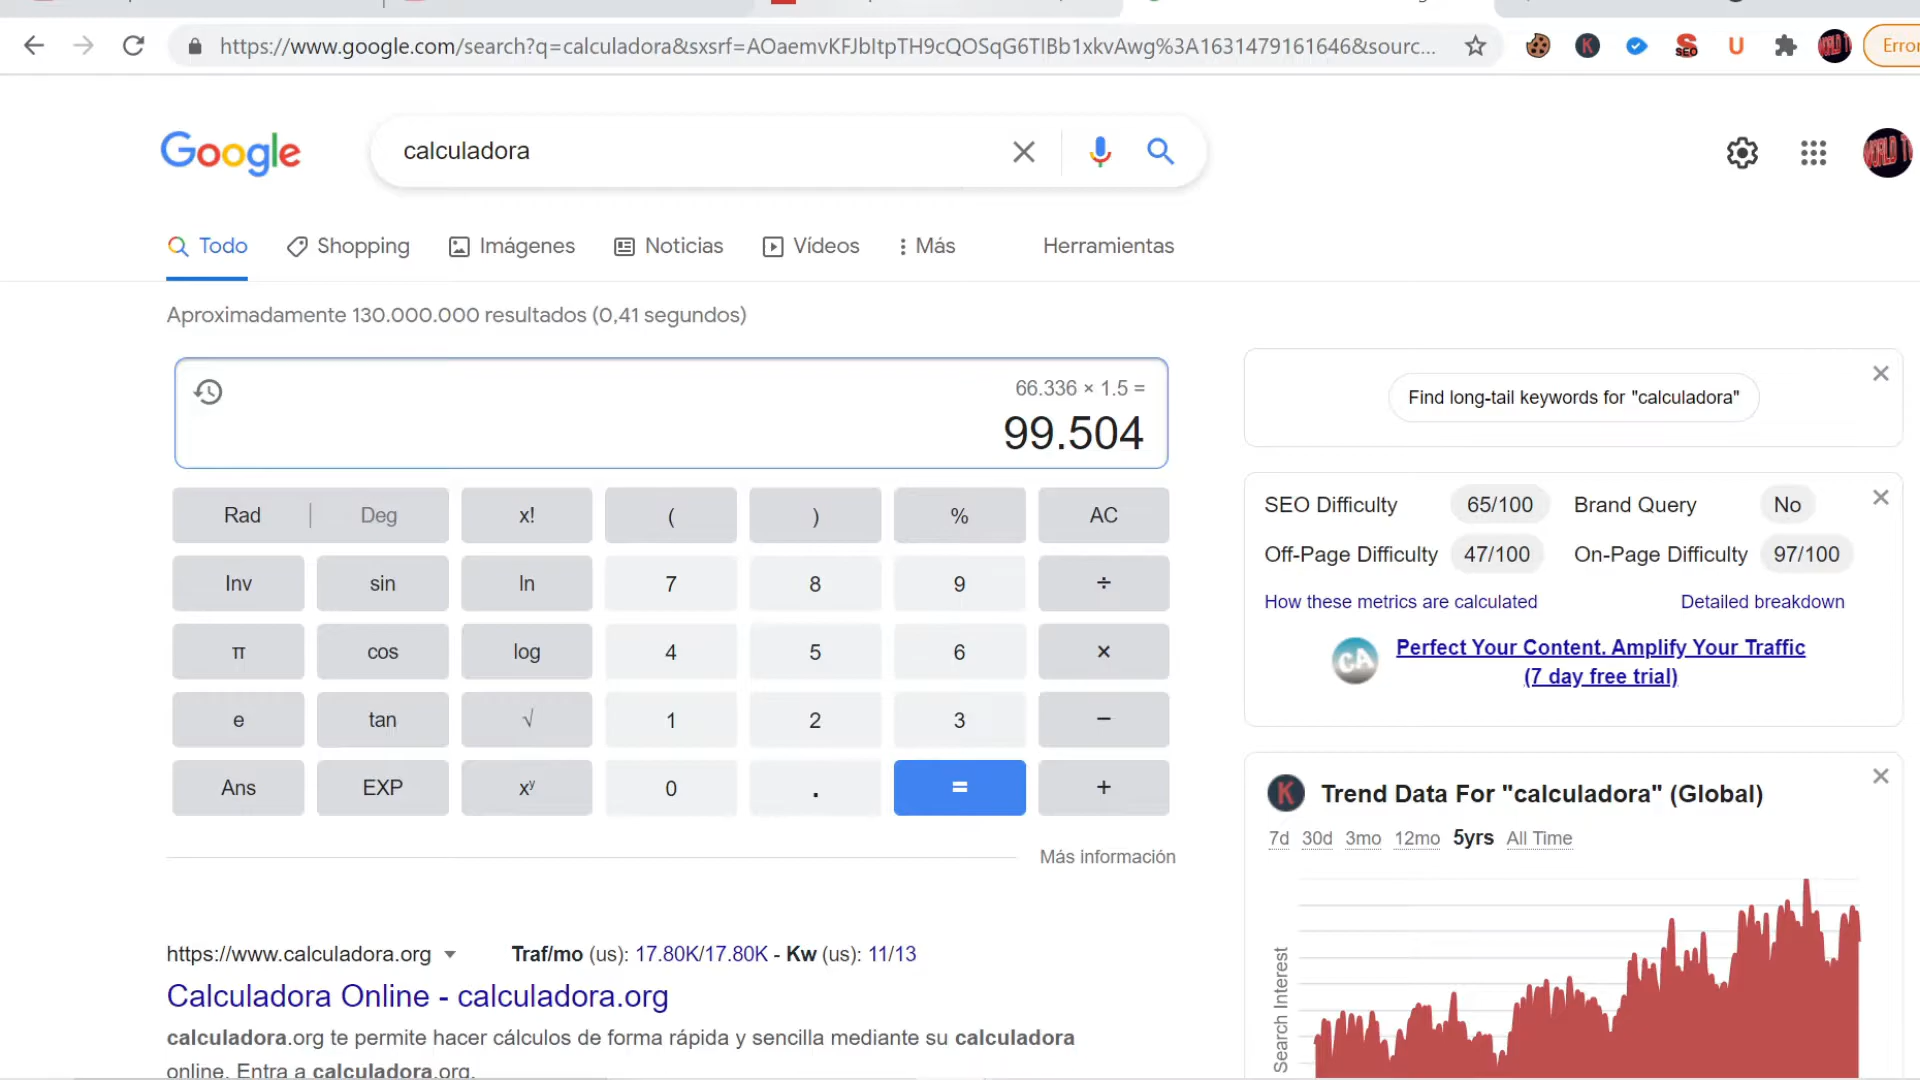 https://www.google.com/search?q=calculadora&sxsrf=AOaemvKFJbItpTH9cQOSqG6TIBb1xkvAwg%3A1631479161646&sourc...
K
SEO
U
Error
Google
calculadora
WORLD T
Todo
Shopping
Imágenes
Noticias
Vídeos
Más
Herramientas
Aproximadamente 130.000.000 resultados (0,41 segundos)
66.336 × 1.5 =
99.504
Rad | Deg x! ( ) % AC
Inv sin ln 7 8 9 ÷
π cos log 4 5 6 ×
e tan √ 1 2 3 −
Ans EXP xʸ 0 . = +
Más información
https://www.calculadora.org Traf/mo (us): 17.80K/17.80K - Kw (us): 11/13
Calculadora Online - calculadora.org
calculadora.org te permite hacer cálculos de forma rápida y sencilla mediante su calculadora
online. Entra a calculadora.org.
Find long-tail keywords for "calculadora"
SEO Difficulty 65/100 Brand Query No
Off-Page Difficulty 47/100 On-Page Difficulty 97/100
How these metrics are calculated Detailed breakdown
CA
Perfect Your Content. Amplify Your Traffic
(7 day free trial)
K Trend Data For "calculadora" (Global)
7d 30d 3mo 12mo 5yrs All Time
Search Interest